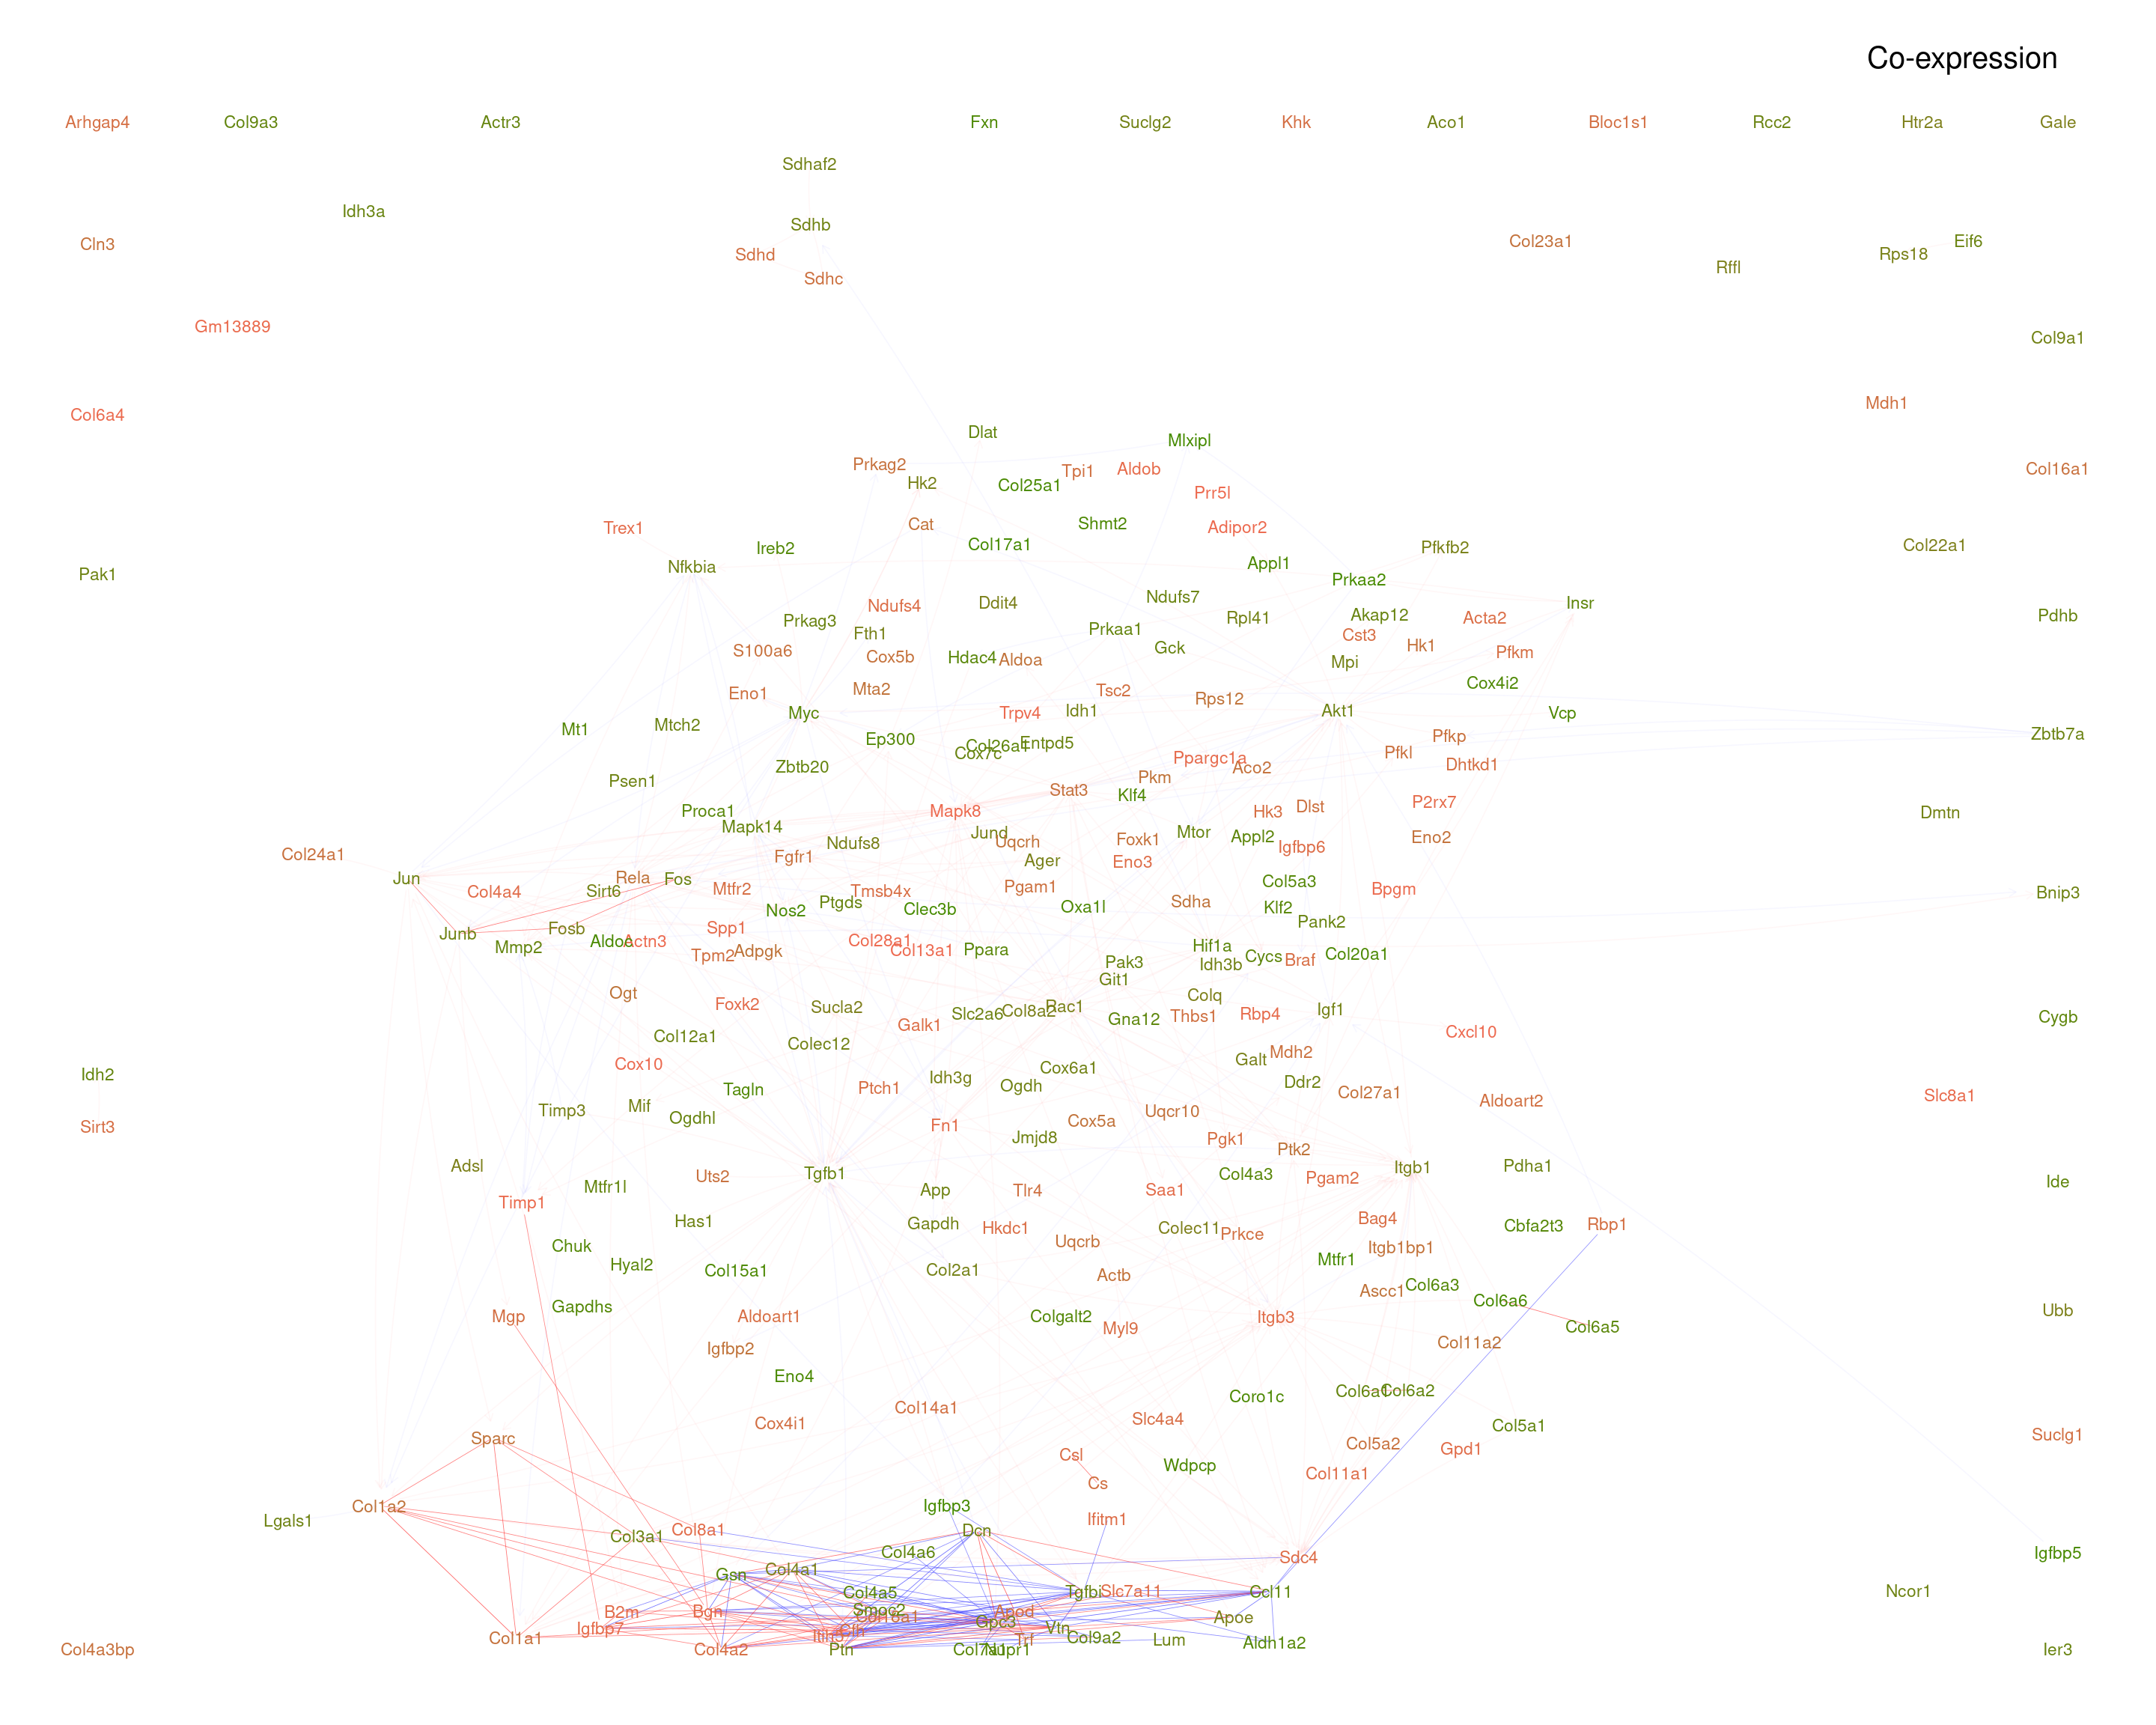 Co-expression
Arhgap4 Col9a3 Actr3 Fxn Suclg2 Khk Aco1 Bloc1s1 Rcc2 Htr2a Gale
Sdhaf2
Idh3a
Sdhb
Cln3 Col23a1 Eif6
Sdhd Rps18
Rffl
Sdhc
Gm13889
Col9a1
Mdh1
Col6a4
Dlat
Mlxipl
Prkag2 Tpi1 Aldob Col16a1
Hk2 Col25a1
Prr5l
Trex1 Cat Shmt2 Adipor2
Ireb2 Col17a1 Pfkfb2 Col22a1
Nfkbia Appl1
Pak1 Prkaa2
Ndufs4 Ddit4 Ndufs7 Insr
Prkag3 Rpl41 Akap12 Acta2 Pdhb
Fth1 Prkaa1 Cst3
S100a6 Cox5b Hdac4 Aldoa Gck Mpi Hk1 Pfkm
Eno1 Mta2 Tsc2 Rps12 Cox4i2
Myc Trpv4 Idh1 Akt1 Vcp
Mt1 Mtch2 Zbtb7a
Ep300 Col26a1 Entpd5 Pfkp
Cox7c Ppargc1a Pfkl
Zbtb20 Aco2 Dhtkd1
Psen1 Pkm
Stat3 Klf4
Proca1 Mapk8 Hk3 Dlst P2rx7 Dmtn
Mapk14 Jund Mtor Appl2 Eno2
Ndufs8 Uqcrh Foxk1 Igfbp6
Col24a1 Fgfr1 Ager Eno3
Jun Rela Fos Col5a3
Col4a4 Sirt6 Mtfr2 Tmsb4x Pgam1 Bpgm Bnip3
Nos2 Ptgds Clec3b Oxa1l Sdha Klf2
Junb Fosb Spp1 Pank2
Mmp2 Actn3 Col28a1 Hif1a
Tpm2 Adpgk Col13a1 Ppara Cycs Braf Col20a1
Pak3 Idh3b
Git1
Ogt Colq
Foxk2 Sucla2 Slc2a6 Col8a2 Rac1 Igf1
Galk1 Gna12 Thbs1 Rbp4 Cygb
Col12a1 Colec12 Cxcl10
Cox10 Mdh2
Idh2 Idh3g Cox6a1 Galt
Tagln Ptch1 Ogdh Ddr2 Col27a1 Slc8a1
Timp3 Mif Ogdhl Uqcr10 Aldoart2
Sirt3 Fn1 Cox5a
Jmjd8 Pgk1 Ptk2
Adsl Uts2 Tgfb1 Col4a3 Pgam2 Itgb1 Pdha1
Timp1 Mtfr1l App Tlr4 Saa1 Ide
Has1 Gapdh Hkdc1 Colec11 Prkce Bag4 Cbfa2t3 Rbp1
Chuk Uqcrb Itgb1bp1
Hyal2 Col15a1 Col2a1 Actb Mtfr1
Ascc1 Col6a3
Gapdhs Col6a6 Ubb
Mgp Aldoart1 Colgalt2 Itgb3
Myl9 Col6a5
Igfbp2 Col11a2
Eno4
Coro1c Col6a1 Col6a2
Cox4i1 Col14a1 Slc4a4 Col5a1
Sparc Csl Col5a2 Gpd1 Suclg1
Wdpcp Col11a1
Cs
Col1a2 Igfbp3
Lgals1 Col3a1 Col8a1 Dcn Ifitm1
Col4a6 Sdc4 Igfbp5
Gsn Col4a1
Col4a5 Tgfbi Slc7a11 Ccl11 Ncor1
B2m Bgn Smoc2 Apod Apoe
Igfbp7 Gpc3 Vtn
Col1a1 Trf Col9a2 Lum Aldh1a2
Col4a3bp Col4a2 Ptn Nupr1 Ier3